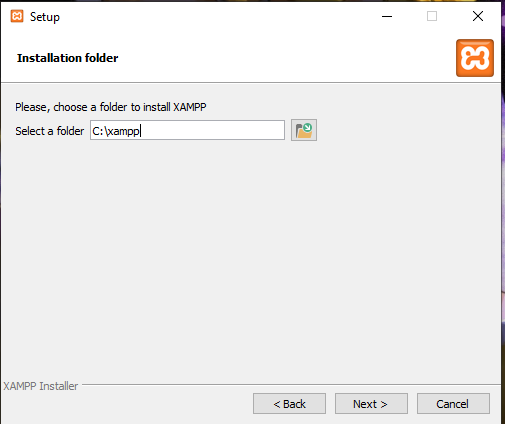 Setup
Installation folder
Please, choose a folder to install XAMPP
Select a folder C:\xampp
XAMPP Installer
< Back Next > Cancel